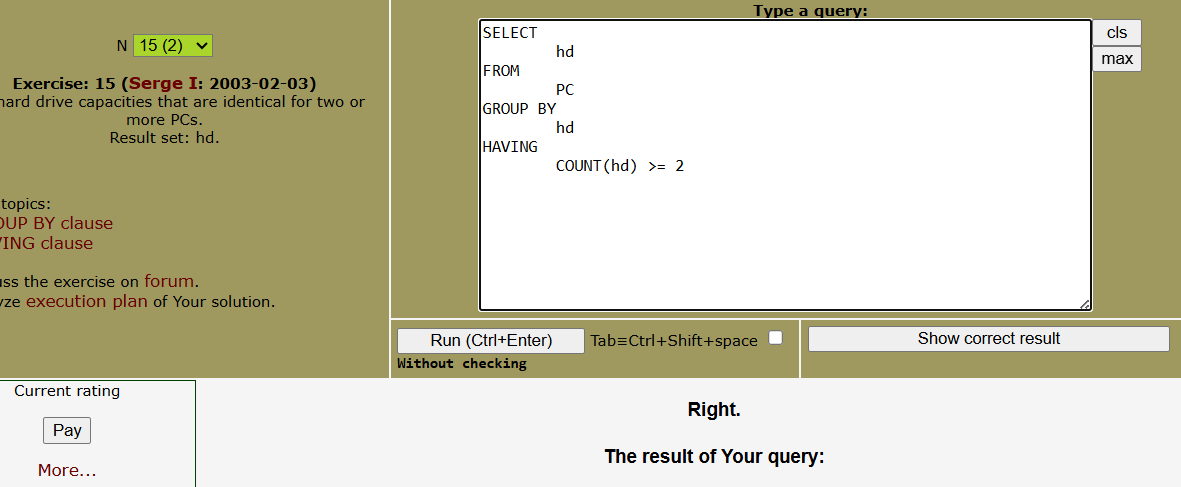 N 15 (2)
Exercise: 15 (Serge I: 2003-02-03)
hard drive capacities that are identical for two or
more PCs.
Result set: hd.
topics:
OUP BY clause
VING clause
uss the exercise on forum.
yze execution plan of Your solution.
Type a query:
SELECT
hd
FROM
PC
GROUP BY
hd
HAVING
COUNT(hd) >= 2
cls
max
Run (Ctrl+Enter) Tab≡Ctrl+Shift+space
Without checking
Show correct result
Current rating
Pay
More...
Right.
The result of Your query: